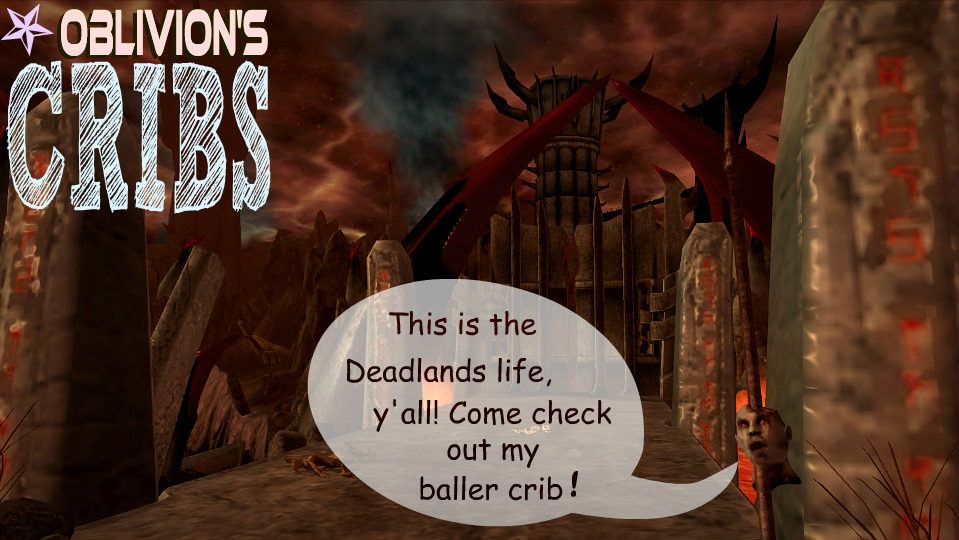 OBLIVION'S
CRIBS
This is the
Deadlands life,
y'all! Come check
out my
baller crib!